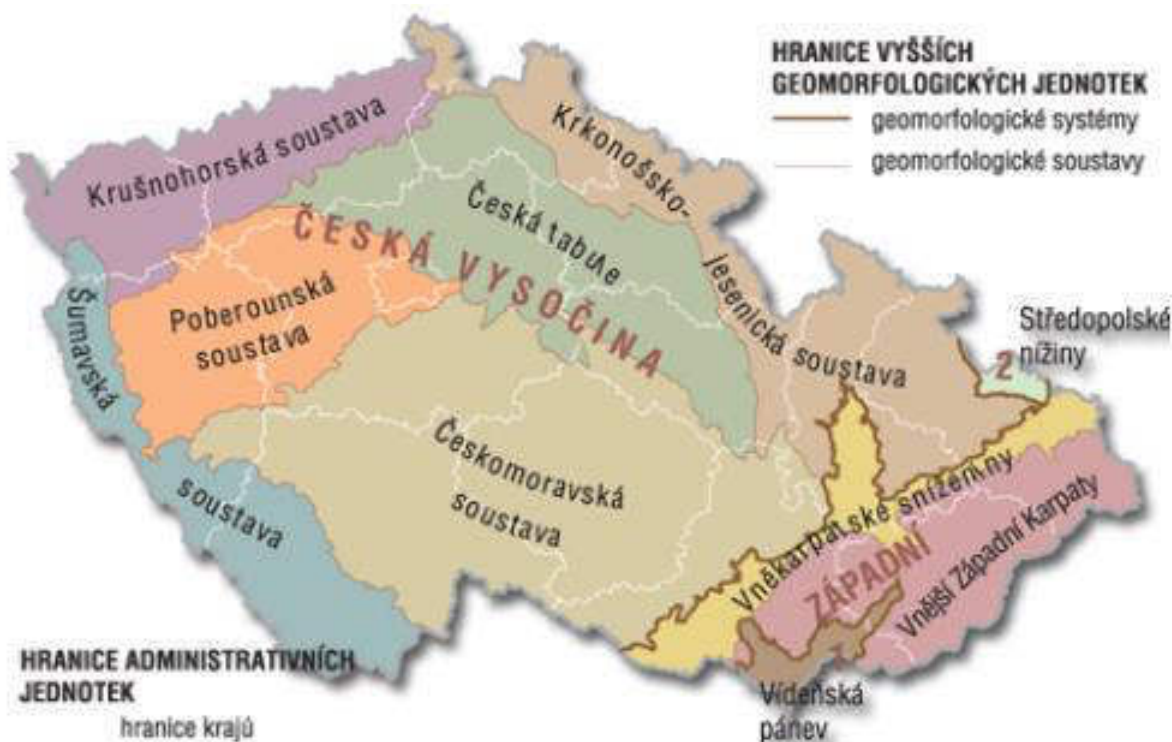 HRANICE VYŠŠÍCH
GEOMORFOLOGICKÝCH JEDNOTEK
geomorfologické systémy
geomorfologické soustavy
Krušnohorská soustava
Krkonošsko-
jesenická soustava
Česká tabule
ČESKÁ VYSOČINA
Poberounská
soustava
Šumavská
soustava
Českomoravská
soustava
Středopolské
nížiny
2
Vněkarpatské sníženiny
ZÁPADNÍ
Vnější Západní Karpaty
Vídeňská
pánev
HRANICE ADMINISTRATIVNÍCH
JEDNOTEK
hranice krajů